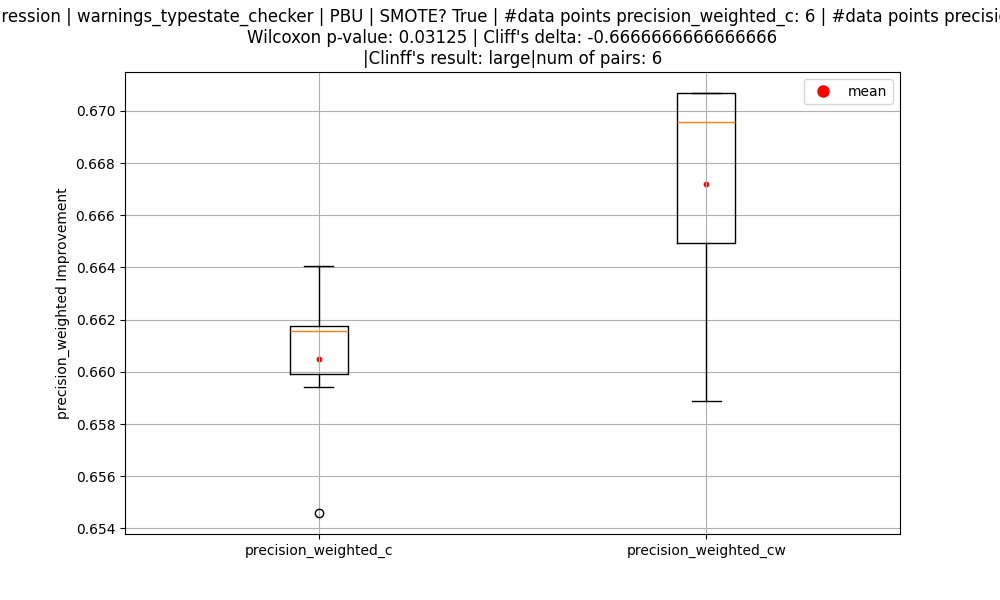 ression | warnings_typestate_checker | PBU | SMOTE? True | #data points precision_weighted_c: 6 | #data points precisi
Wilcoxon p-value: 0.03125 | Cliff's delta: -0.6666666666666666
|Clinff's result: large|num of pairs: 6
mean
0.670
0.668
0.666
0.664
0.662
0.660
0.658
0.656
0.654
precision_weighted Improvement
precision_weighted_c
precision_weighted_cw